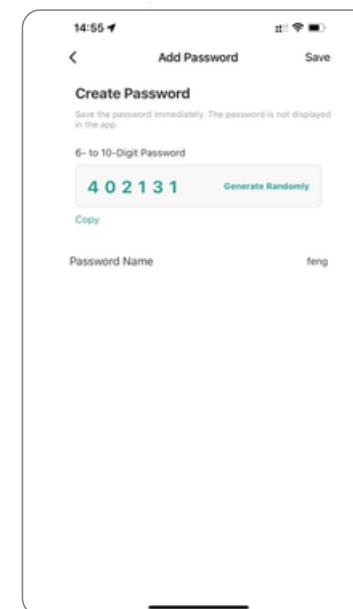 14:55
Add Password Save
Create Password
Save the password immediately. The password is not displayed
in the app.
6- to 10-Digit Password
402131 Generate Randomly
Copy
Password Name feng